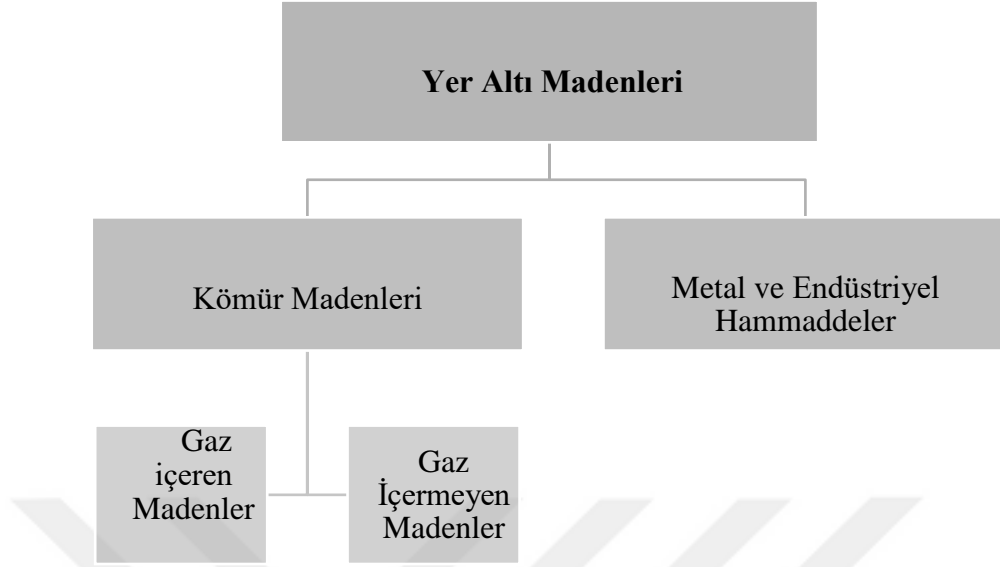 Yer Altı Madenleri
Kömür Madenleri
Metal ve Endüstriyel
Hammaddeler
Gaz
içeren
Madenler
Gaz
İçermeyen
Madenler